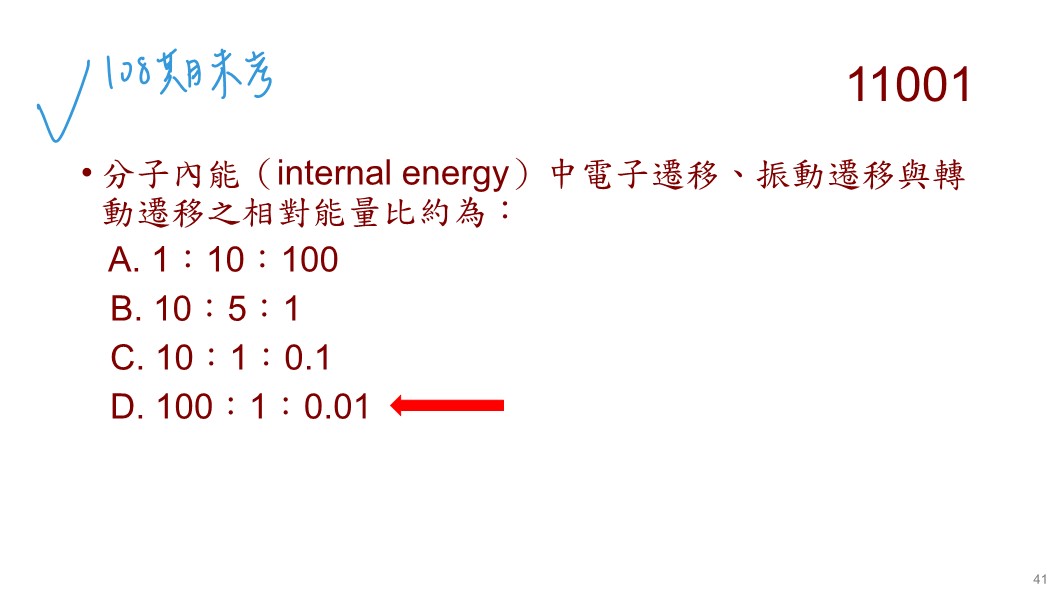 108期末考
11001
• 分子內能（internal energy）中電子遷移、振動遷移與轉
動遷移之相對能量比約為：
A. 1：10：100
B. 10：5：1
C. 10：1：0.1
D. 100：1：0.01
41